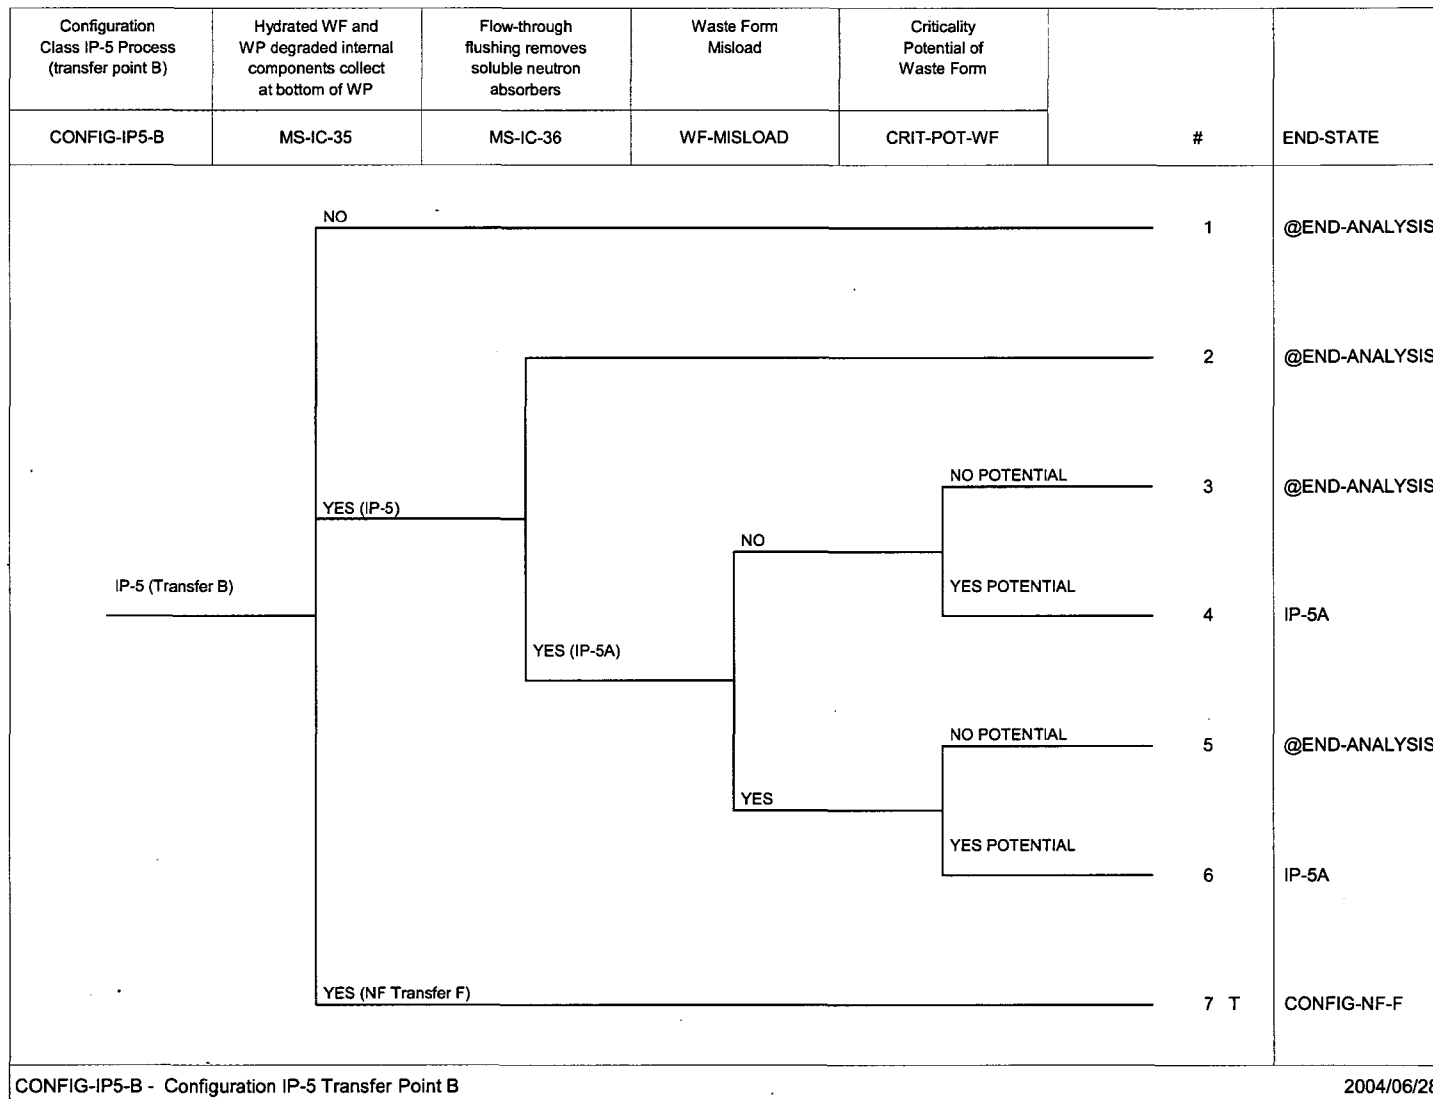 Configuration
Class IP-5 Process
(transfer point B)
Hydrated WF and
WP degraded internal
components collect
at bottom of WP
Flow-through
flushing removes
soluble neutron
absorbers
Waste Form
Misload
Criticality
Potential of
Waste Form
CONFIG-IP5-B
MS-IC-35
MS-IC-36
WF-MISLOAD
CRIT-POT-WF
#
END-STATE
NO
1
@END-ANALYSIS
2
@END-ANALYSIS
NO POTENTIAL
3
@END-ANALYSIS
YES (IP-5)
NO
IP-5 (Transfer B)
YES POTENTIAL
4
IP-5A
YES (IP-5A)
NO POTENTIAL
5
@END-ANALYSIS
YES
YES POTENTIAL
6
IP-5A
YES (NF Transfer F)
7 T
CONFIG-NF-F
CONFIG-IP5-B - Configuration IP-5 Transfer Point B
2004/06/28